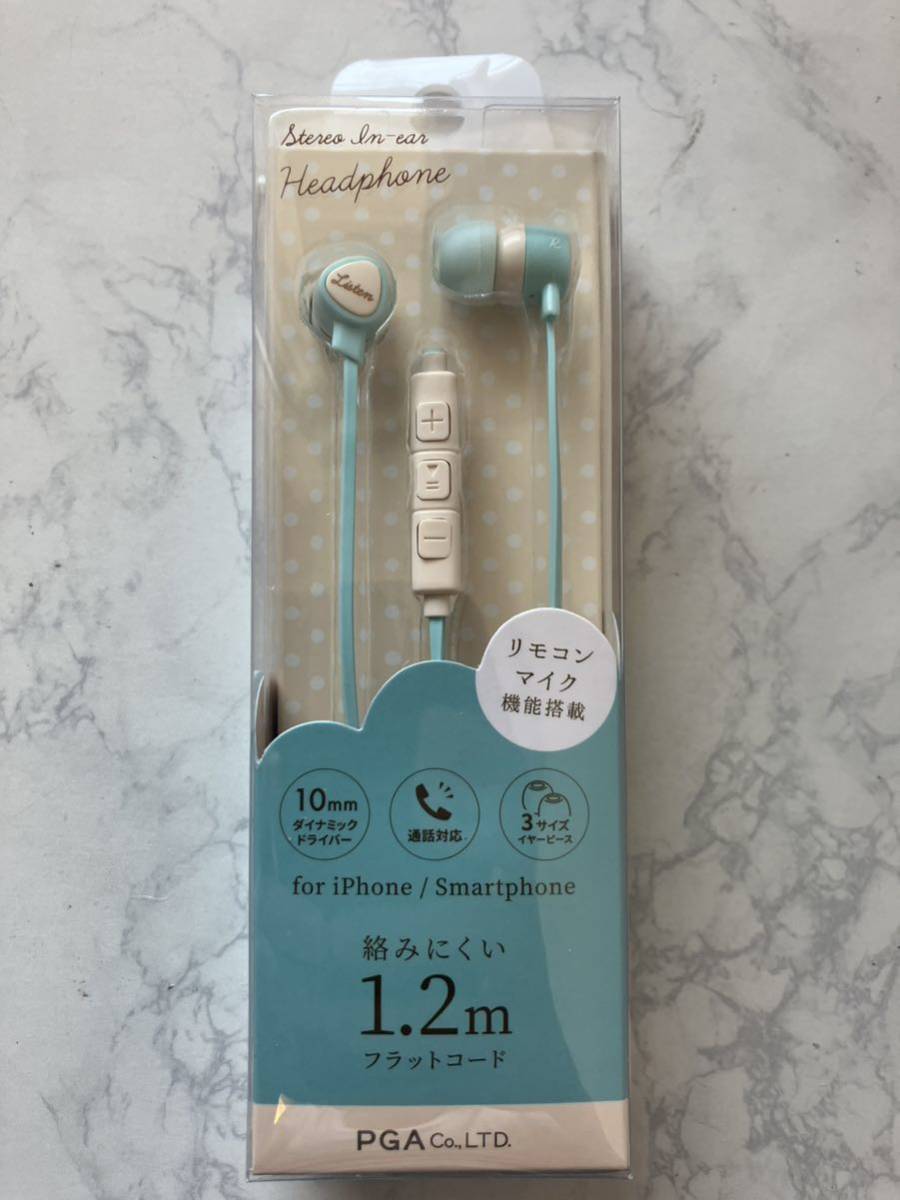 Stereo In-ear
Headphone
Listen
R
リモコン
マイク
機能搭載
10mm
ダイナミック
ドライバー
通話対応
3サイズ
イヤーピース
for iPhone / Smartphone
絡みにくい
1.2m
フラットコード
PGA Co.,LTD.